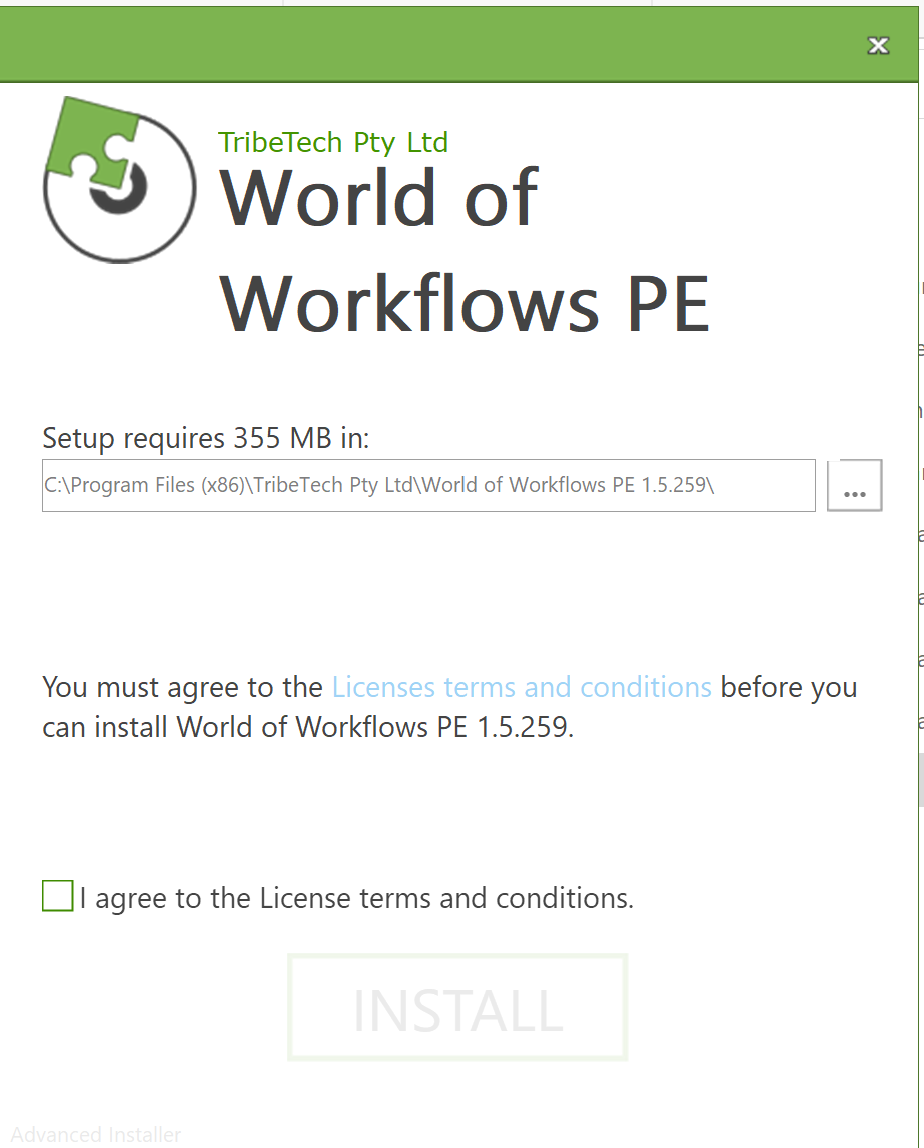 TribeTech Pty Ltd
World of
Workflows PE
Setup requires 355 MB in:
C:\Program Files (x86)\TribeTech Pty Ltd\World of Workflows PE 1.5.259\
...
You must agree to the Licenses terms and conditions before you
can install World of Workflows PE 1.5.259.
I agree to the License terms and conditions.
INSTALL
Advanced Installer